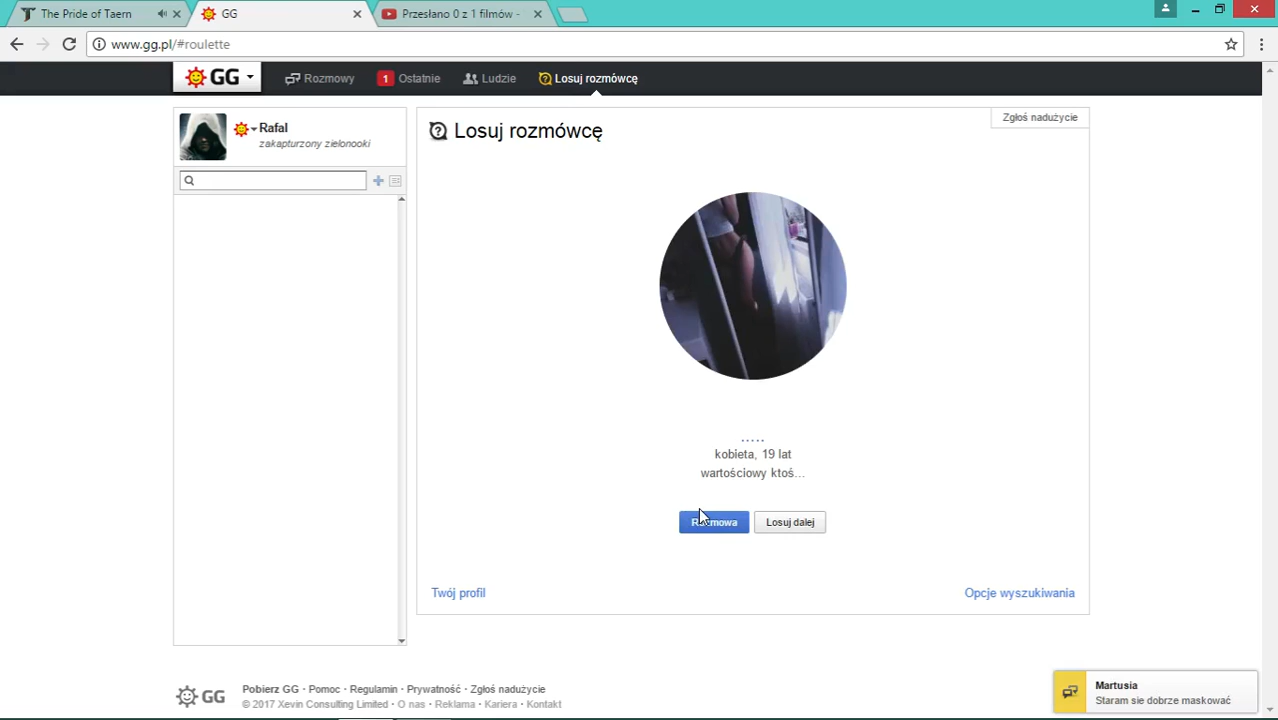 The Pride of Taern
GG
Przesłano 0 z 1 filmów -
www.gg.pl/#roulette
GG
Rozmowy
1 Ostatnie
Ludzie
Losuj rozmówcę
Rafal
zakapturzony zielonooki
Losuj rozmówcę
Zgłoś nadużycie
.....
kobieta, 19 lat
wartościowy ktoś...
Rozmowa
Losuj dalej
Twój profil
Opcje wyszukiwania
GG
Pobierz GG · Pomoc · Regulamin · Prywatność · Zgłoś nadużycie
© 2017 Xevin Consulting Limited · O nas · Reklama · Kariera · Kontakt
Martusia
Staram sie dobrze maskować